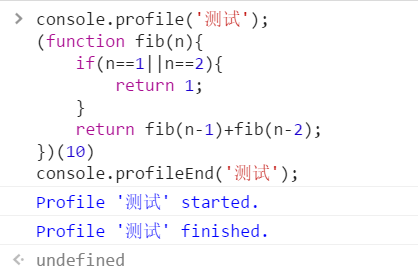 console.profile('测试');
(function fib(n){
    if(n==1||n==2){
        return 1;
    }
    return fib(n-1)+fib(n-2);
})(10)
console.profileEnd('测试');
Profile '测试' started.
Profile '测试' finished.
undefined